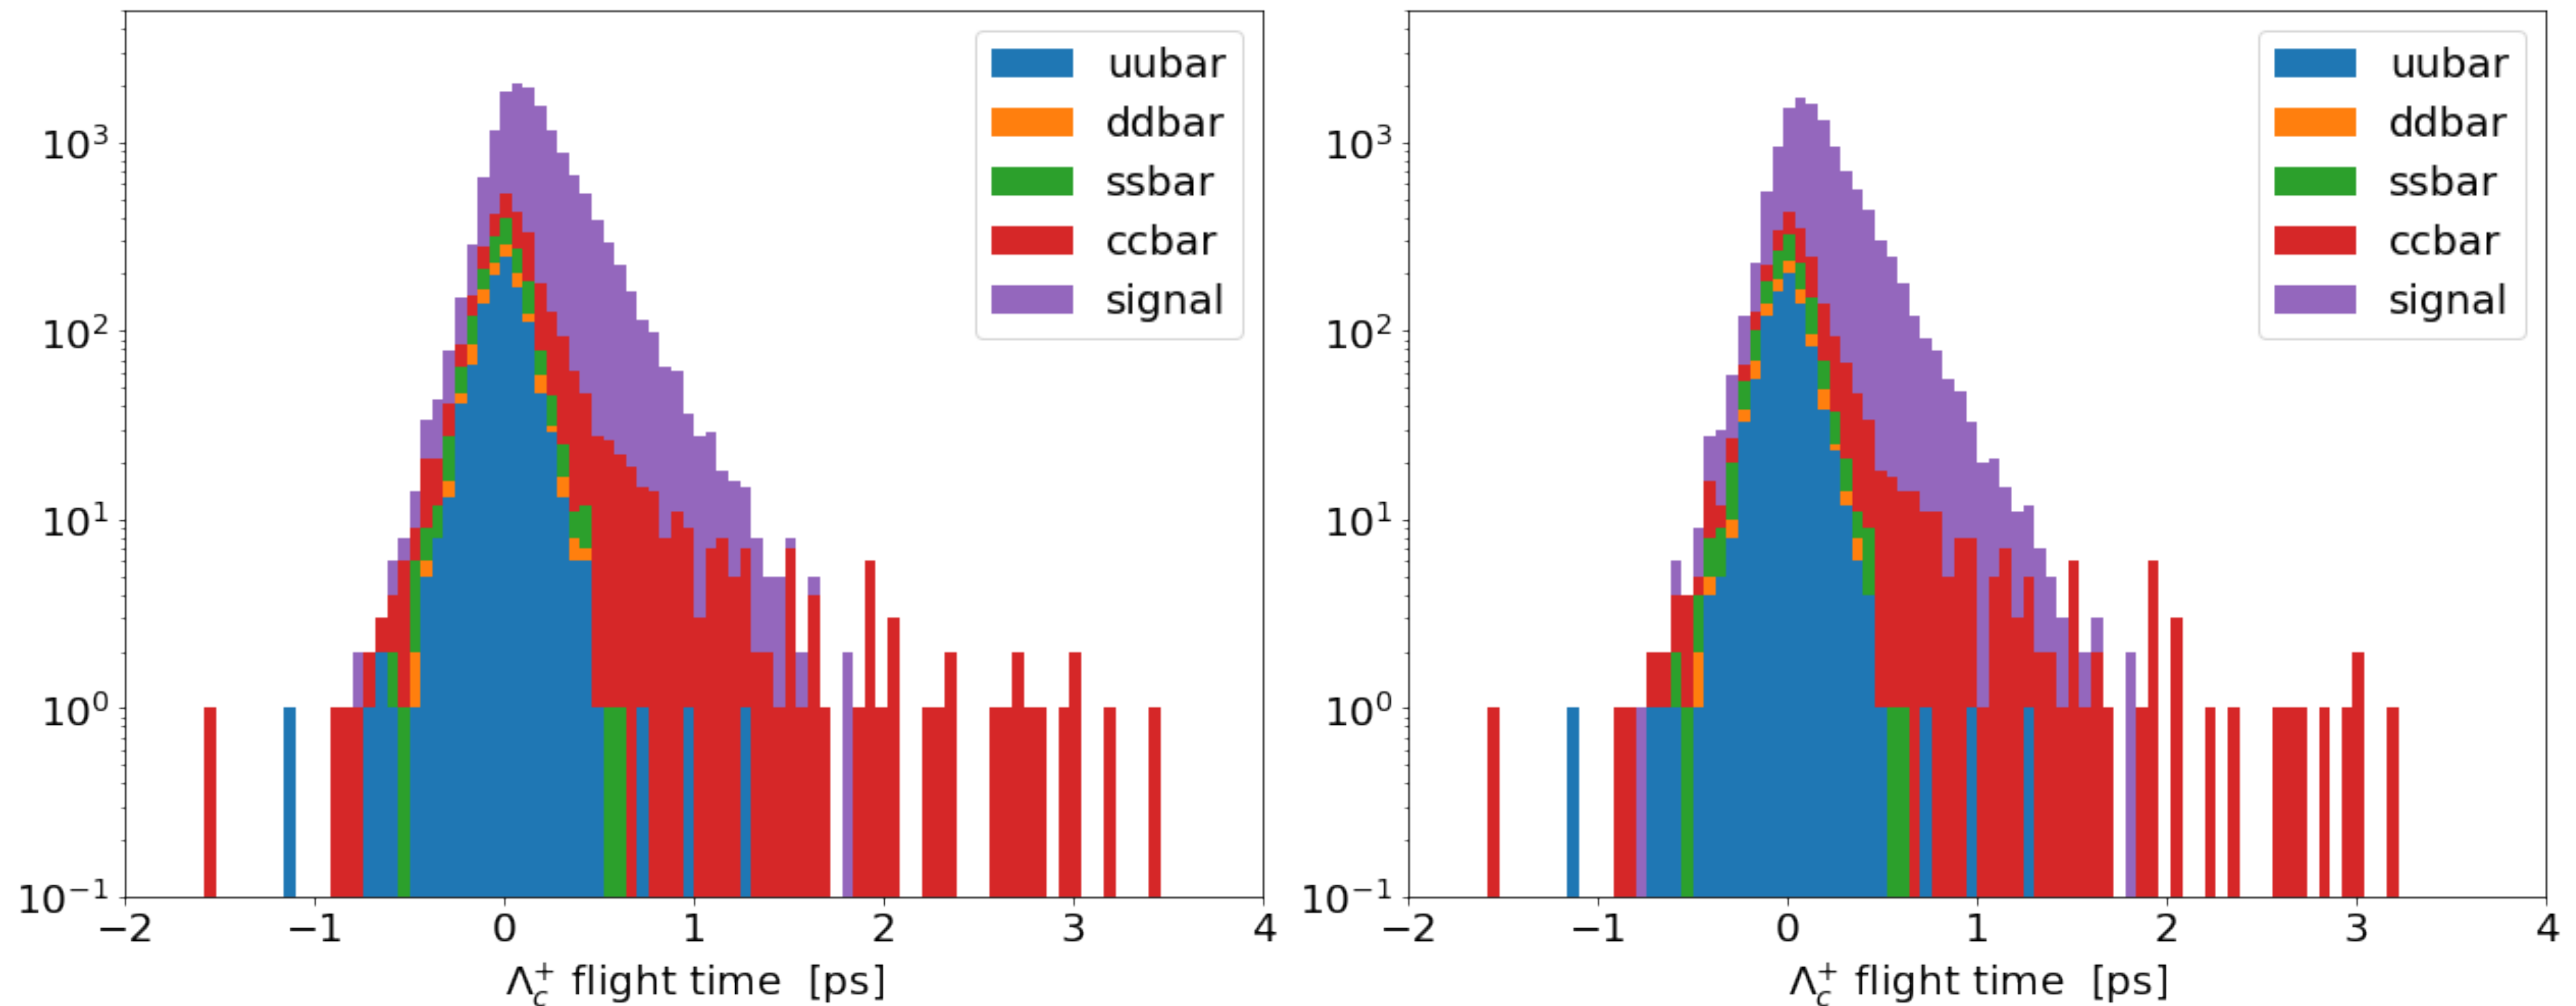 10³
10²
10¹
10⁰
10⁻¹
−2 −1 0 1 2 3 4
Λc⁺ flight time [ps]
uubar
ddbar
ssbar
ccbar
signal
10³
10²
10¹
10⁰
10⁻¹
−2 −1 0 1 2 3 4
Λc⁺ flight time [ps]
uubar
ddbar
ssbar
ccbar
signal